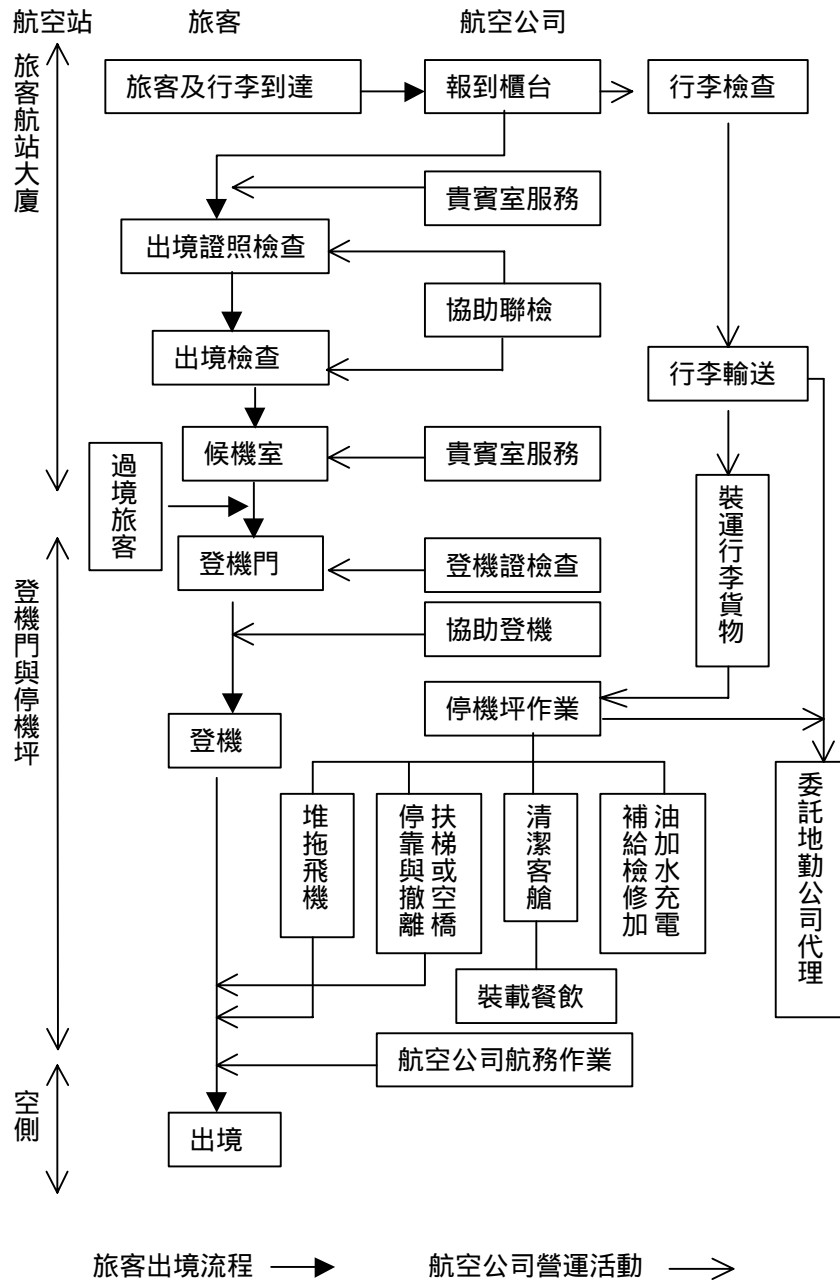 航空站 旅客 航空公司
旅客航站大廈
旅客及行李到達 報到櫃台 行李檢查
貴賓室服務
出境證照檢查
協助聯檢
出境檢查 行李輸送
候機室 貴賓室服務
過境旅客
裝運行李貨物
登機門 登機證檢查
登機門與停機坪
協助登機
停機坪作業
登機
堆拖飛機
扶梯或空橋
停靠與撤離
清潔客艙
油加水充電
補給檢修加
委託地勤公司代理
裝載餐飲
航空公司航務作業
空側
出境
旅客出境流程 航空公司營運活動